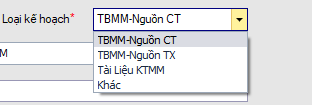 Loại kế hoạch* TBMM-Nguồn CT
TBMM-Nguồn CT
TBMM-Nguồn TX
Tài Liệu KTMM
Khác